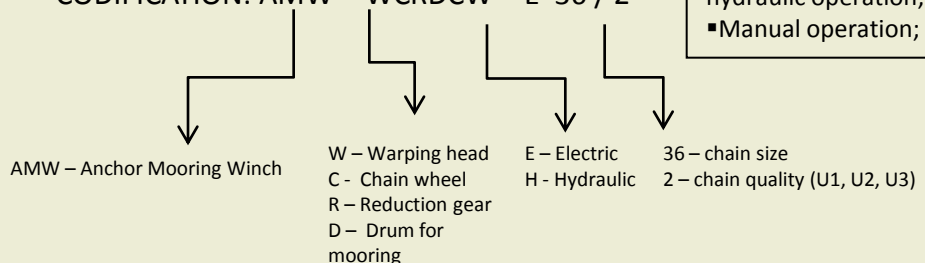 CODIFICATION: AMW – WCRDCW – E 36 / 2
hydraulic operation;
▪Manual operation;
AMW – Anchor Mooring Winch
W – Warping head
C - Chain wheel
R – Reduction gear
D – Drum for
mooring
E – Electric
H - Hydraulic
36 – chain size
2 – chain quality (U1, U2, U3)